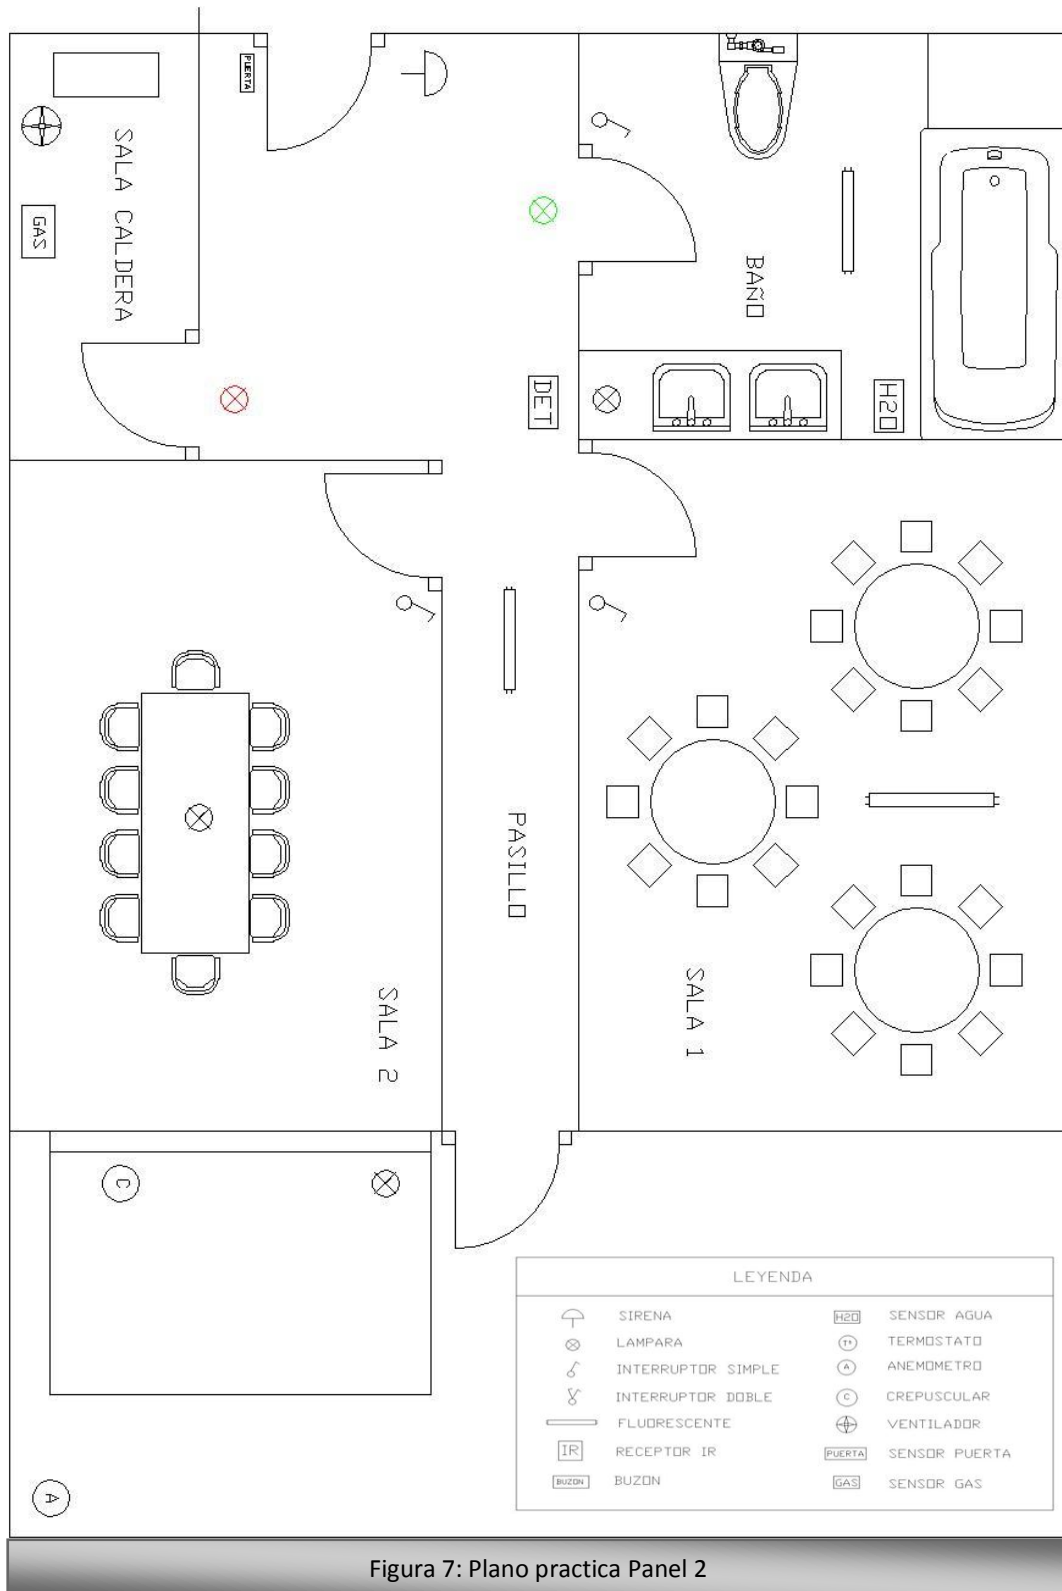 PUERTA
SALA CALDERA
GAS
BAÑO
DET
H2O
PASILLO
SALA 1
SALA 2
C
A
LEYENDA
SIRENA
LAMPARA
INTERRUPTOR SIMPLE
INTERRUPTOR DOBLE
FLUORESCENTE
IR RECEPTOR IR
BUZON BUZON
H2O SENSOR AGUA
Tª TERMOSTATO
A ANEMOMETRO
C CREPUSCULAR
VENTILADOR
PUERTA SENSOR PUERTA
GAS SENSOR GAS
Figura 7: Plano practica Panel 2